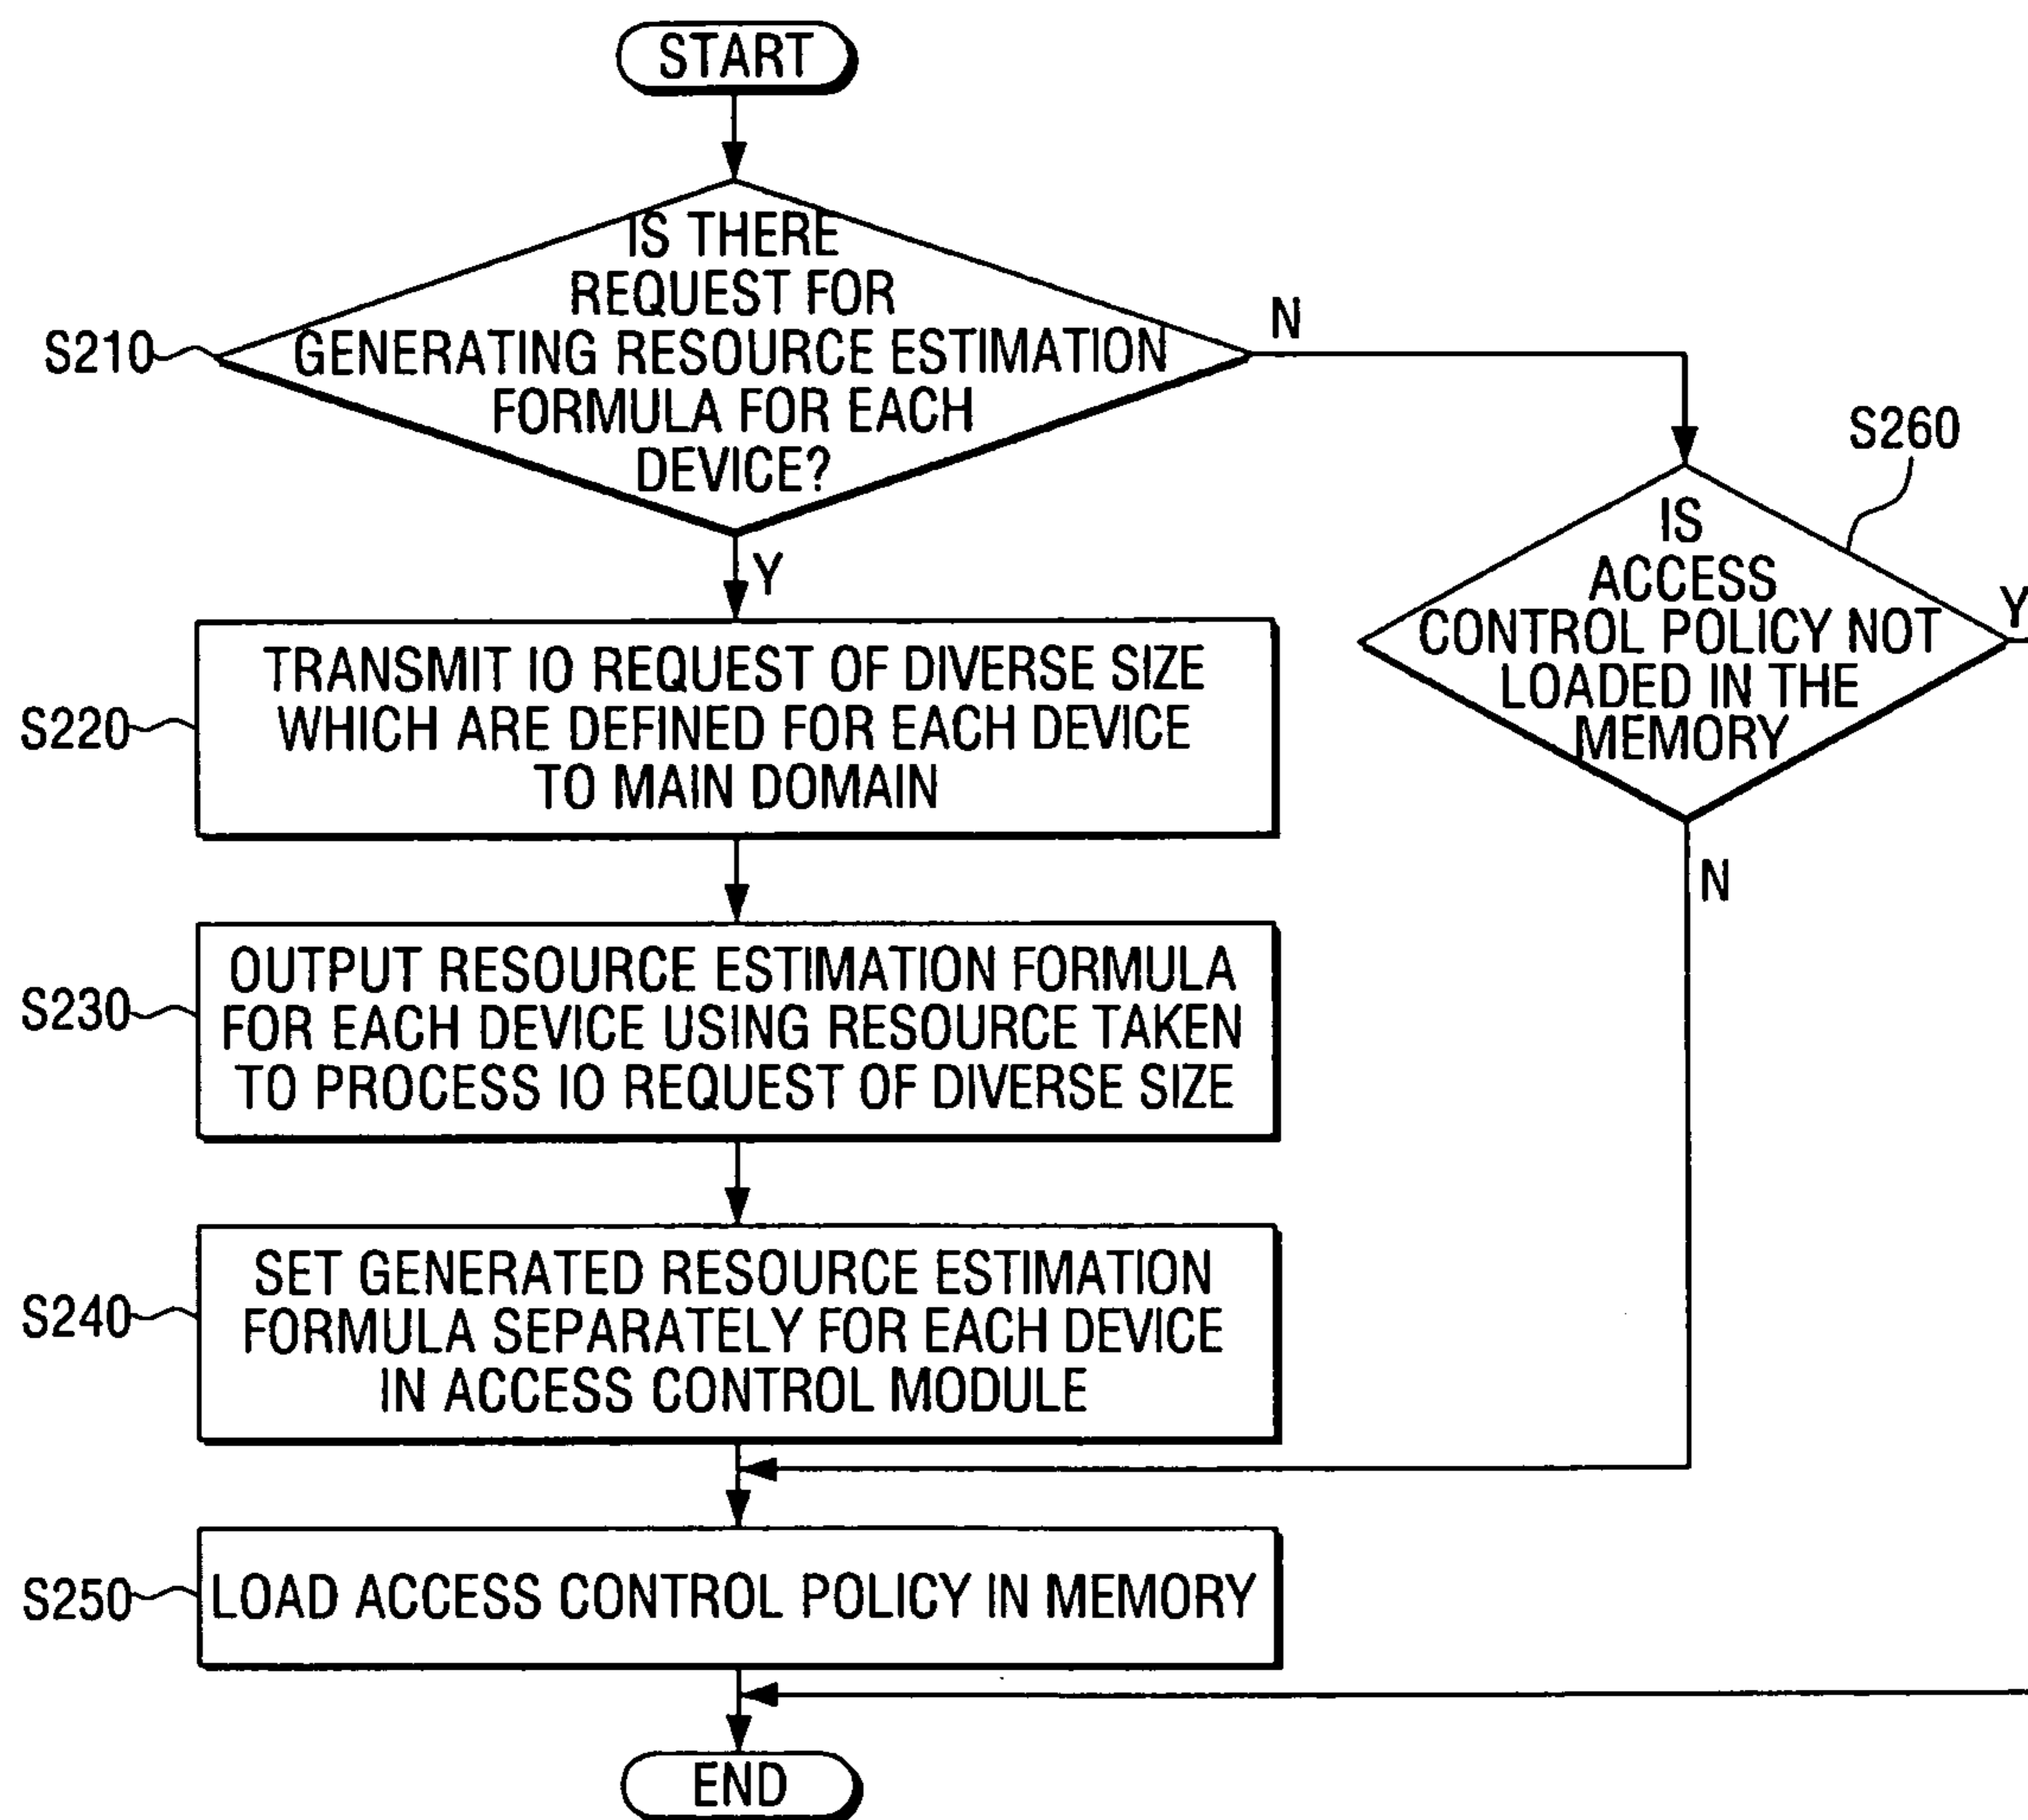 START
IS THERE
REQUEST FOR
GENERATING RESOURCE ESTIMATION
FORMULA FOR EACH
DEVICE?
S210
N
Y
S260
IS
ACCESS
CONTROL POLICY NOT
LOADED IN THE
MEMORY
Y
N
S220
TRANSMIT IO REQUEST OF DIVERSE SIZE
WHICH ARE DEFINED FOR EACH DEVICE
TO MAIN DOMAIN
S230
OUTPUT RESOURCE ESTIMATION FORMULA
FOR EACH DEVICE USING RESOURCE TAKEN
TO PROCESS IO REQUEST OF DIVERSE SIZE
S240
SET GENERATED RESOURCE ESTIMATION
FORMULA SEPARATELY FOR EACH DEVICE
IN ACCESS CONTROL MODULE
S250
LOAD ACCESS CONTROL POLICY IN MEMORY
END